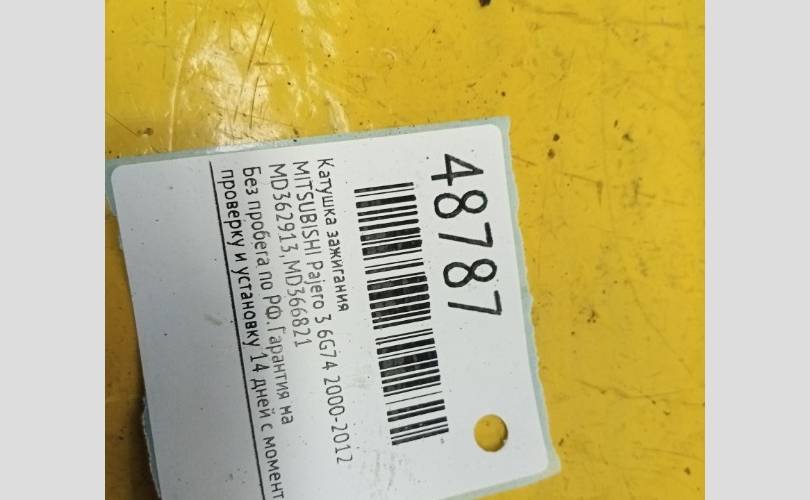 48787
Катушка зажигания
MITSUBISHI Pajero 3 6G74 2000-2012
MD362913,MD366821
Без пробега по РФ.Гарантия на
проверку и установку 14 дней с момент